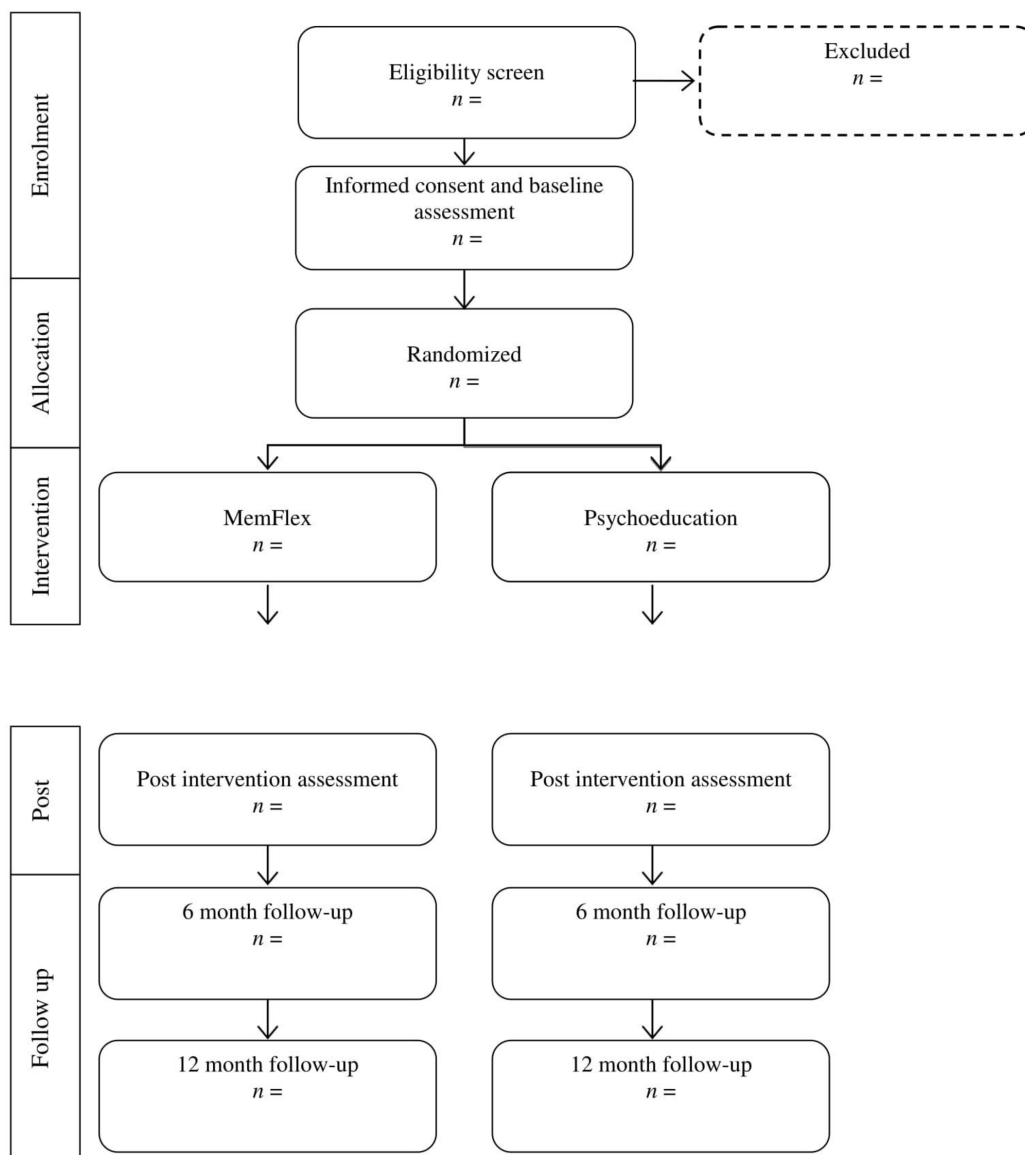 Enrolment
Eligibility screen
n =
Excluded
n =
Informed consent and baseline
assessment
n =
Allocation
Randomized
n =
Intervention
MemFlex
n =
Psychoeducation
n =
Post
Post intervention assessment
n =
Post intervention assessment
n =
Follow up
6 month follow-up
n =
6 month follow-up
n =
12 month follow-up
n =
12 month follow-up
n =